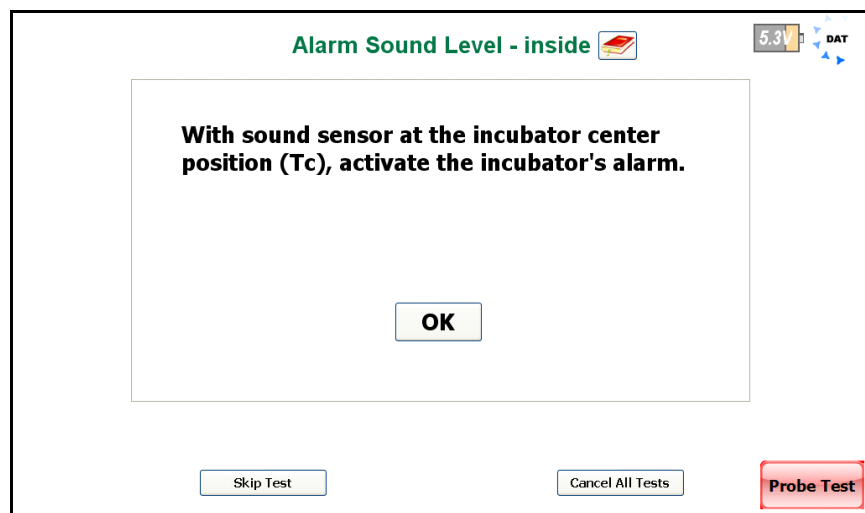 Alarm Sound Level - inside
5.3V
DAT
With sound sensor at the incubator center
position (Tc), activate the incubator's alarm.
OK
Skip Test
Cancel All Tests
Probe Test